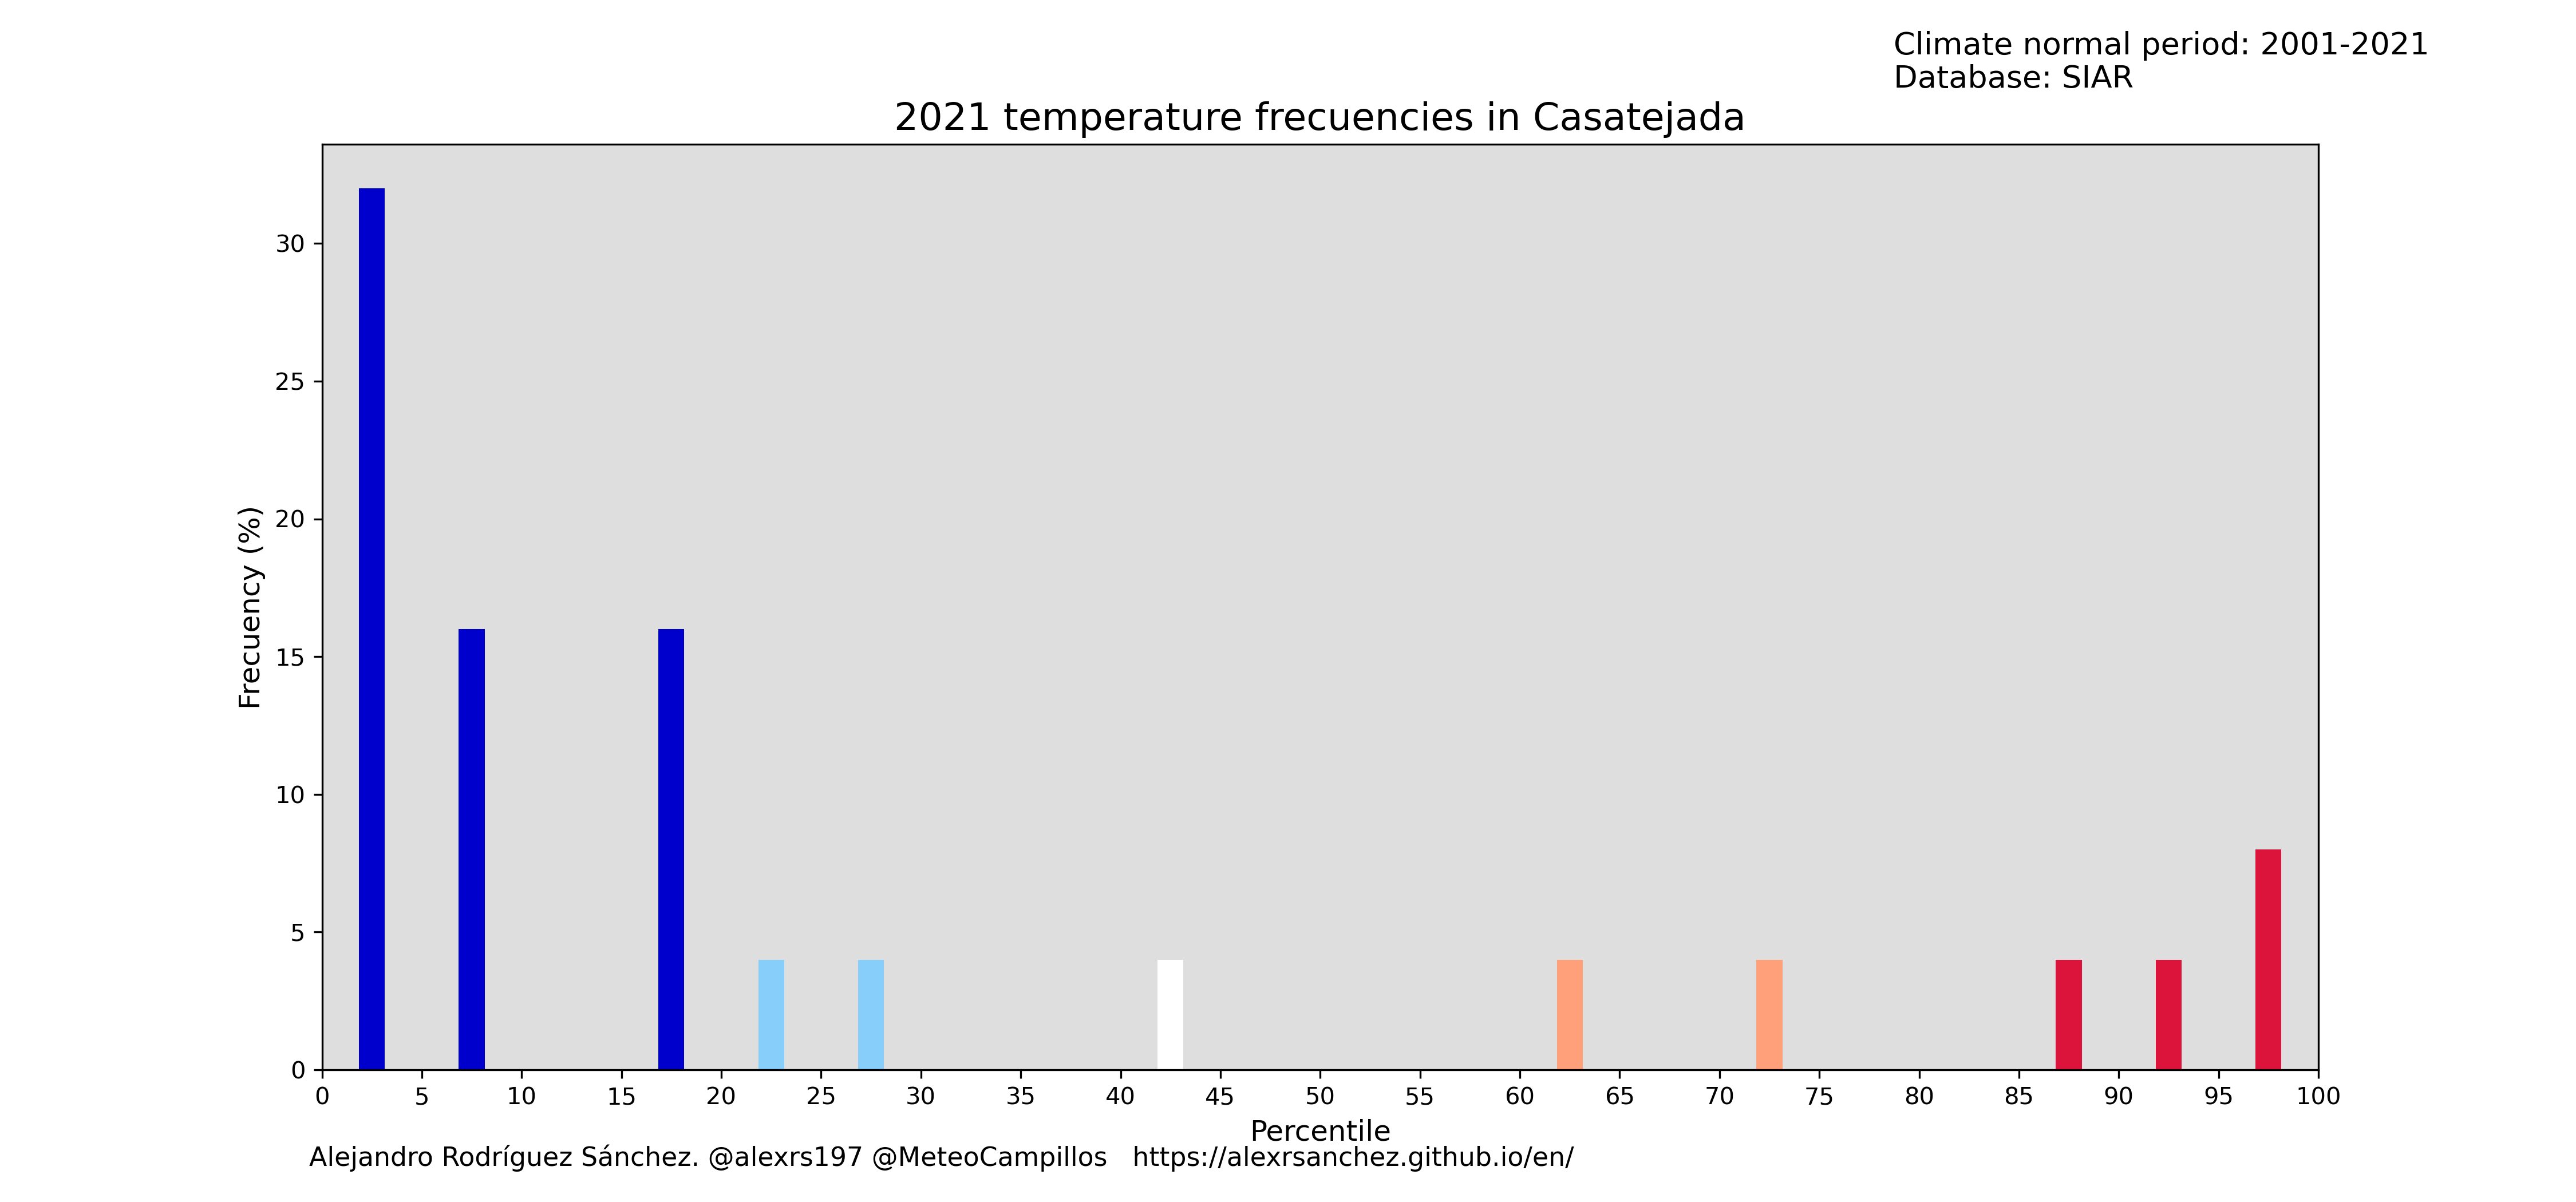 Climate normal period: 2001-2021
Database: SIAR
2021 temperature frecuencies in Casatejada
Frecuency (%)
30
25
20
15
10
5
0
0 5 10 15 20 25 30 35 40 45 50 55 60 65 70 75 80 85 90 95 100
Percentile
Alejandro Rodríguez Sánchez. @alexrs197 @MeteoCampillos https://alexrsanchez.github.io/en/